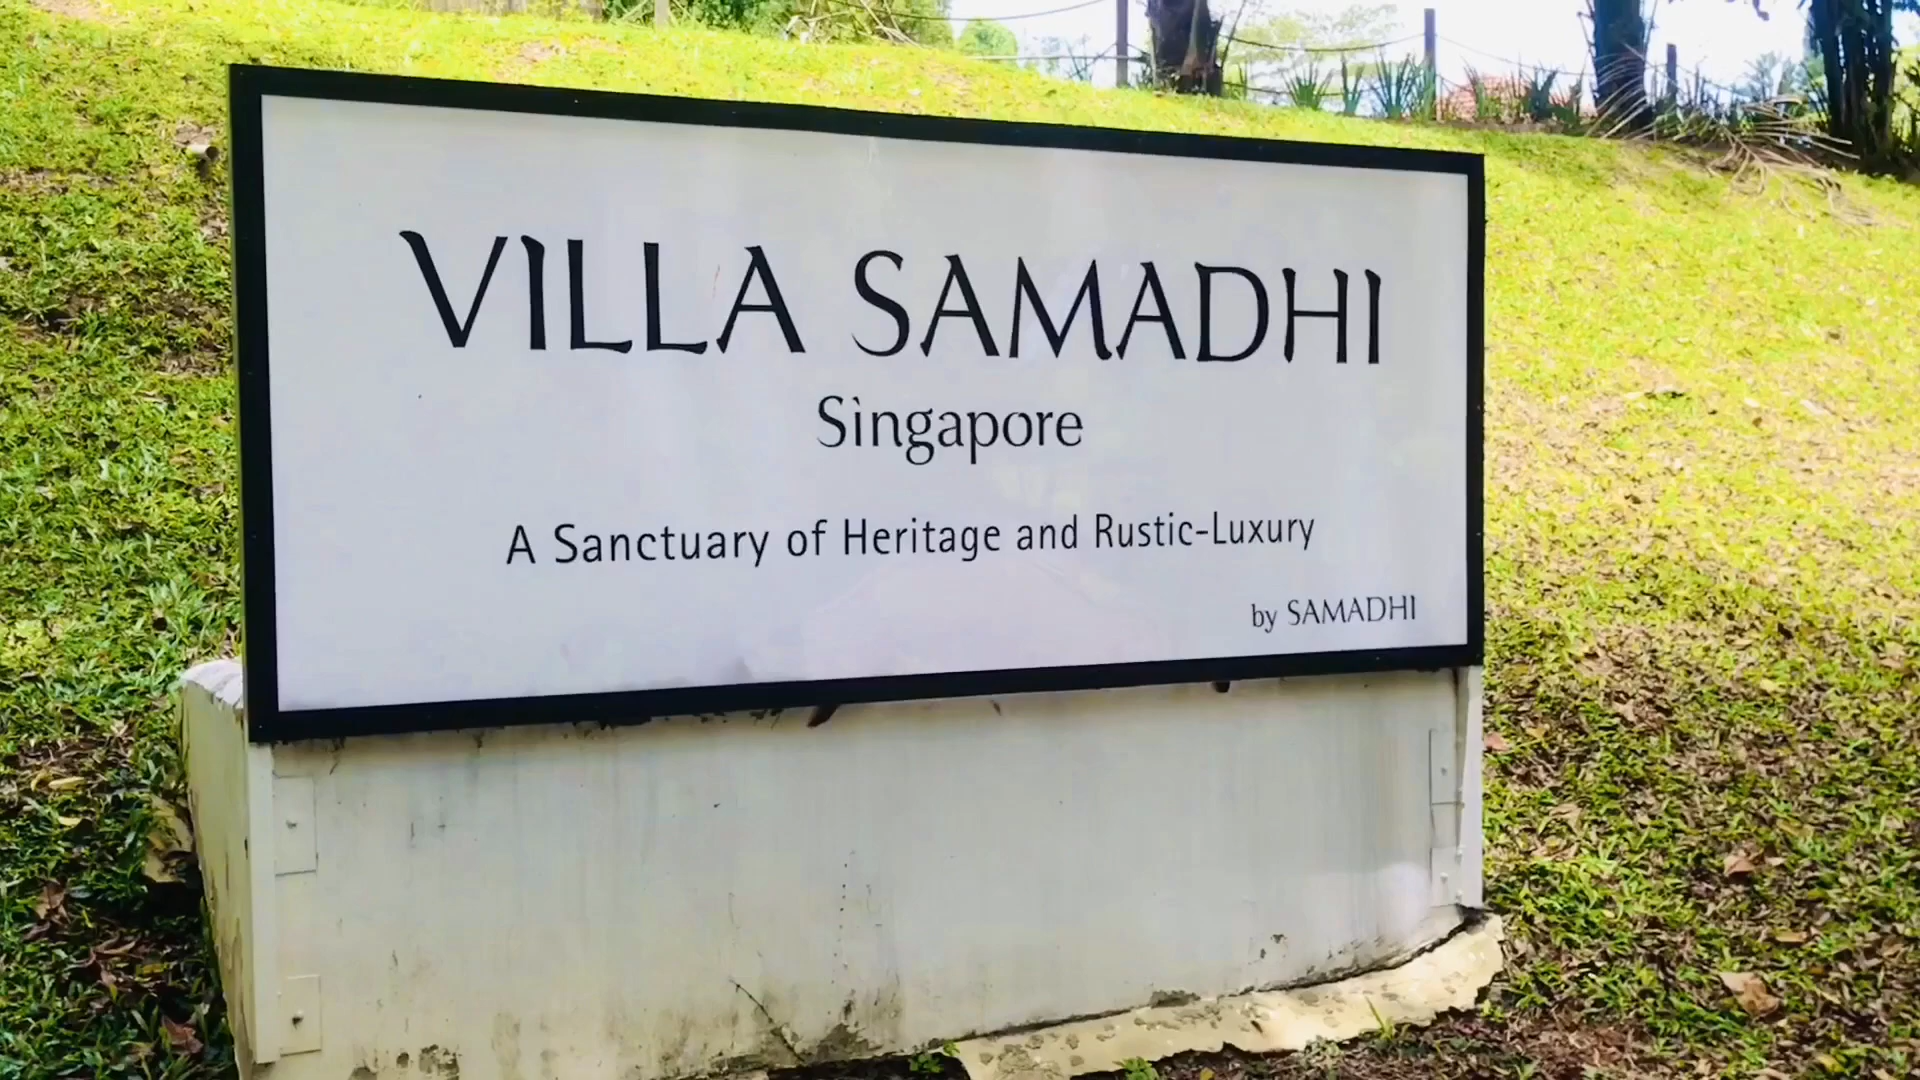 VILLA SAMADHI
Singapore
A Sanctuary of Heritage and Rustic-Luxury
by SAMADHI